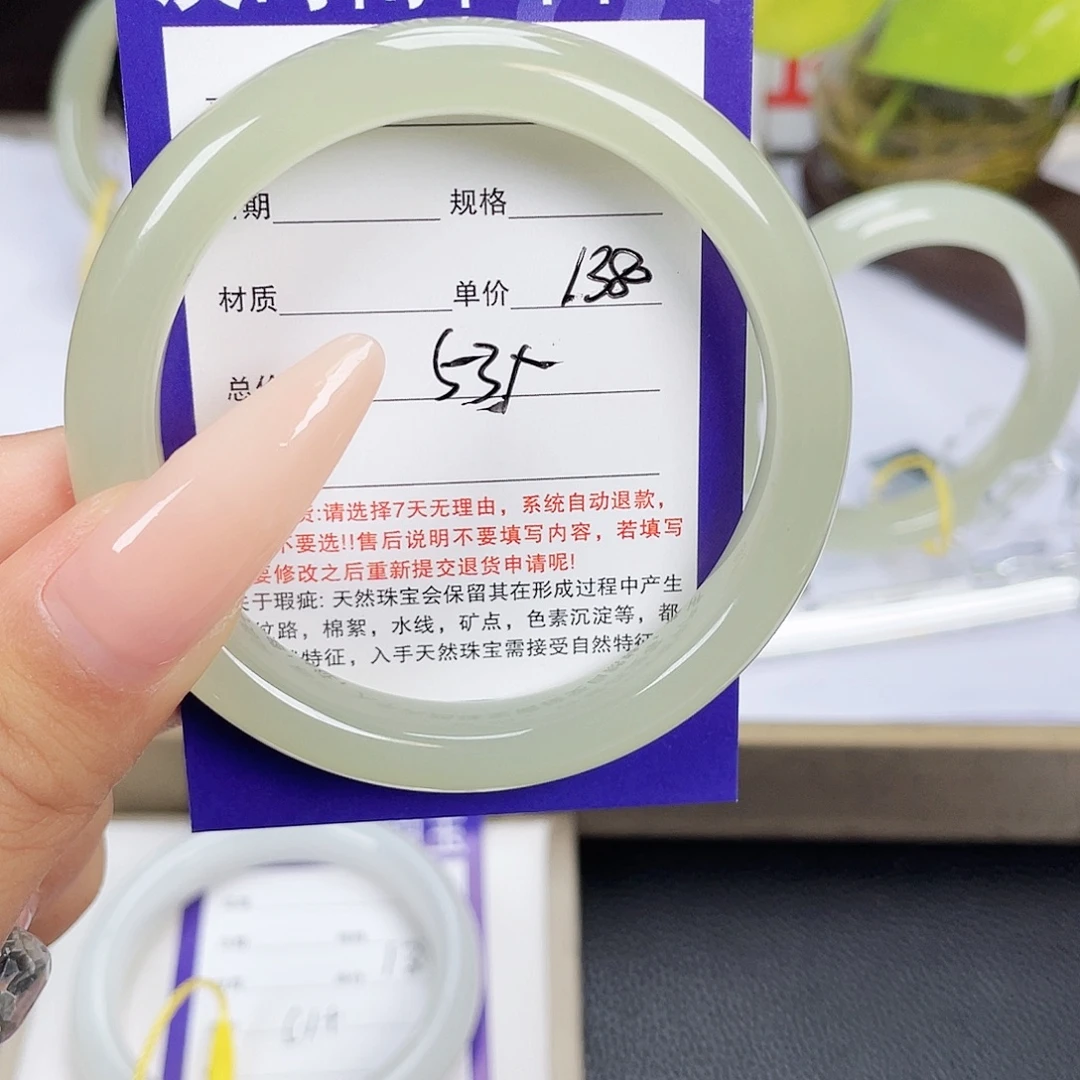 期 规格
材质 单价 138
总价
请选择7天无理由，系统自动退款，
不要选!!售后说明不要填写内容，若填写
要修改之后重新提交退货申请呢!
关于瑕疵: 天然珠宝会保留其在形成过程中产生
纹路，棉絮，水线，矿点，色素沉淀等，都
特征，入手天然珠宝需接受自然特征
13